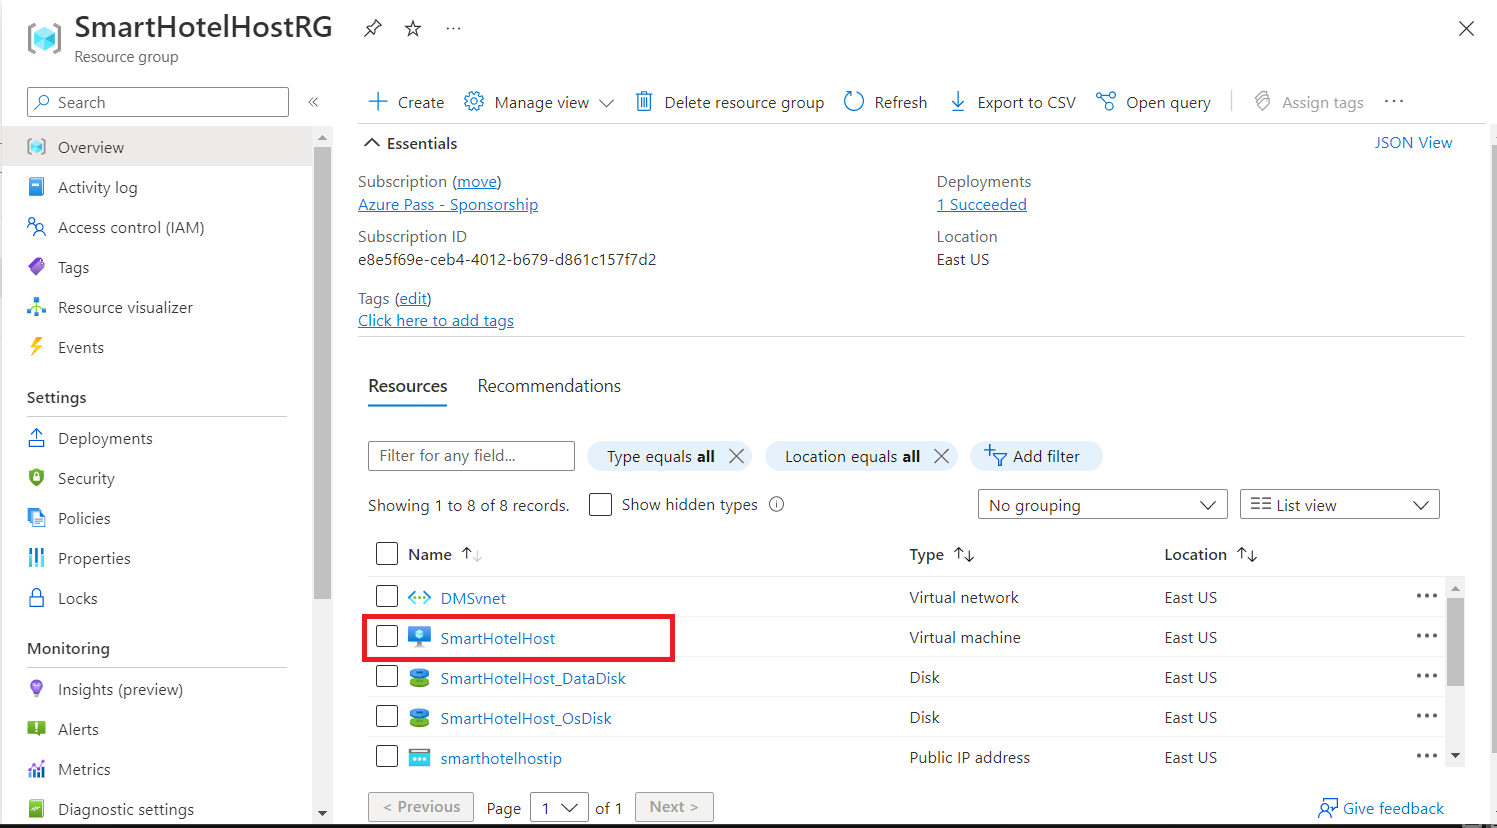 SmartHotelHostRG
Resource group
Search
«
Create
Manage view
Delete resource group
Refresh
Export to CSV
Open query
Assign tags
Overview
Activity log
Access control (IAM)
Tags
Resource visualizer
Events
Settings
Deployments
Security
Policies
Properties
Locks
Monitoring
Insights (preview)
Alerts
Metrics
Diagnostic settings
Essentials
JSON View
Subscription (move)
Azure Pass - Sponsorship
Subscription ID
e8e5f69e-ceb4-4012-b679-d861c157f7d2
Deployments
1 Succeeded
Location
East US
Tags (edit)
Click here to add tags
Resources
Recommendations
Filter for any field...
Type equals all
Location equals all
Add filter
Showing 1 to 8 of 8 records.
Show hidden types
No grouping
List view
Name
Type
Location
DMSvnet
Virtual network
East US
SmartHotelHost
Virtual machine
East US
SmartHotelHost_DataDisk
Disk
East US
SmartHotelHost_OsDisk
Disk
East US
smarthotelhostip
Public IP address
East US
< Previous
Page
1
of 1
Next >
Give feedback